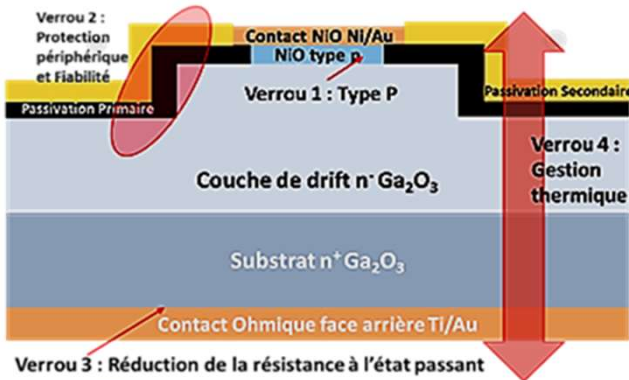 Verrou 2 :
Protection
périphérique
et Fiabilité
Contact NiO Ni/Au
NiO type p
Verrou 1 : Type P
Passivation Primaire
Passivation Secondaire
Verrou 4 :
Gestion
thermique
Couche de drift n⁻ Ga₂O₃
Substrat n⁺ Ga₂O₃
Contact Ohmique face arrière Ti/Au
Verrou 3 : Réduction de la résistance à l'état passant